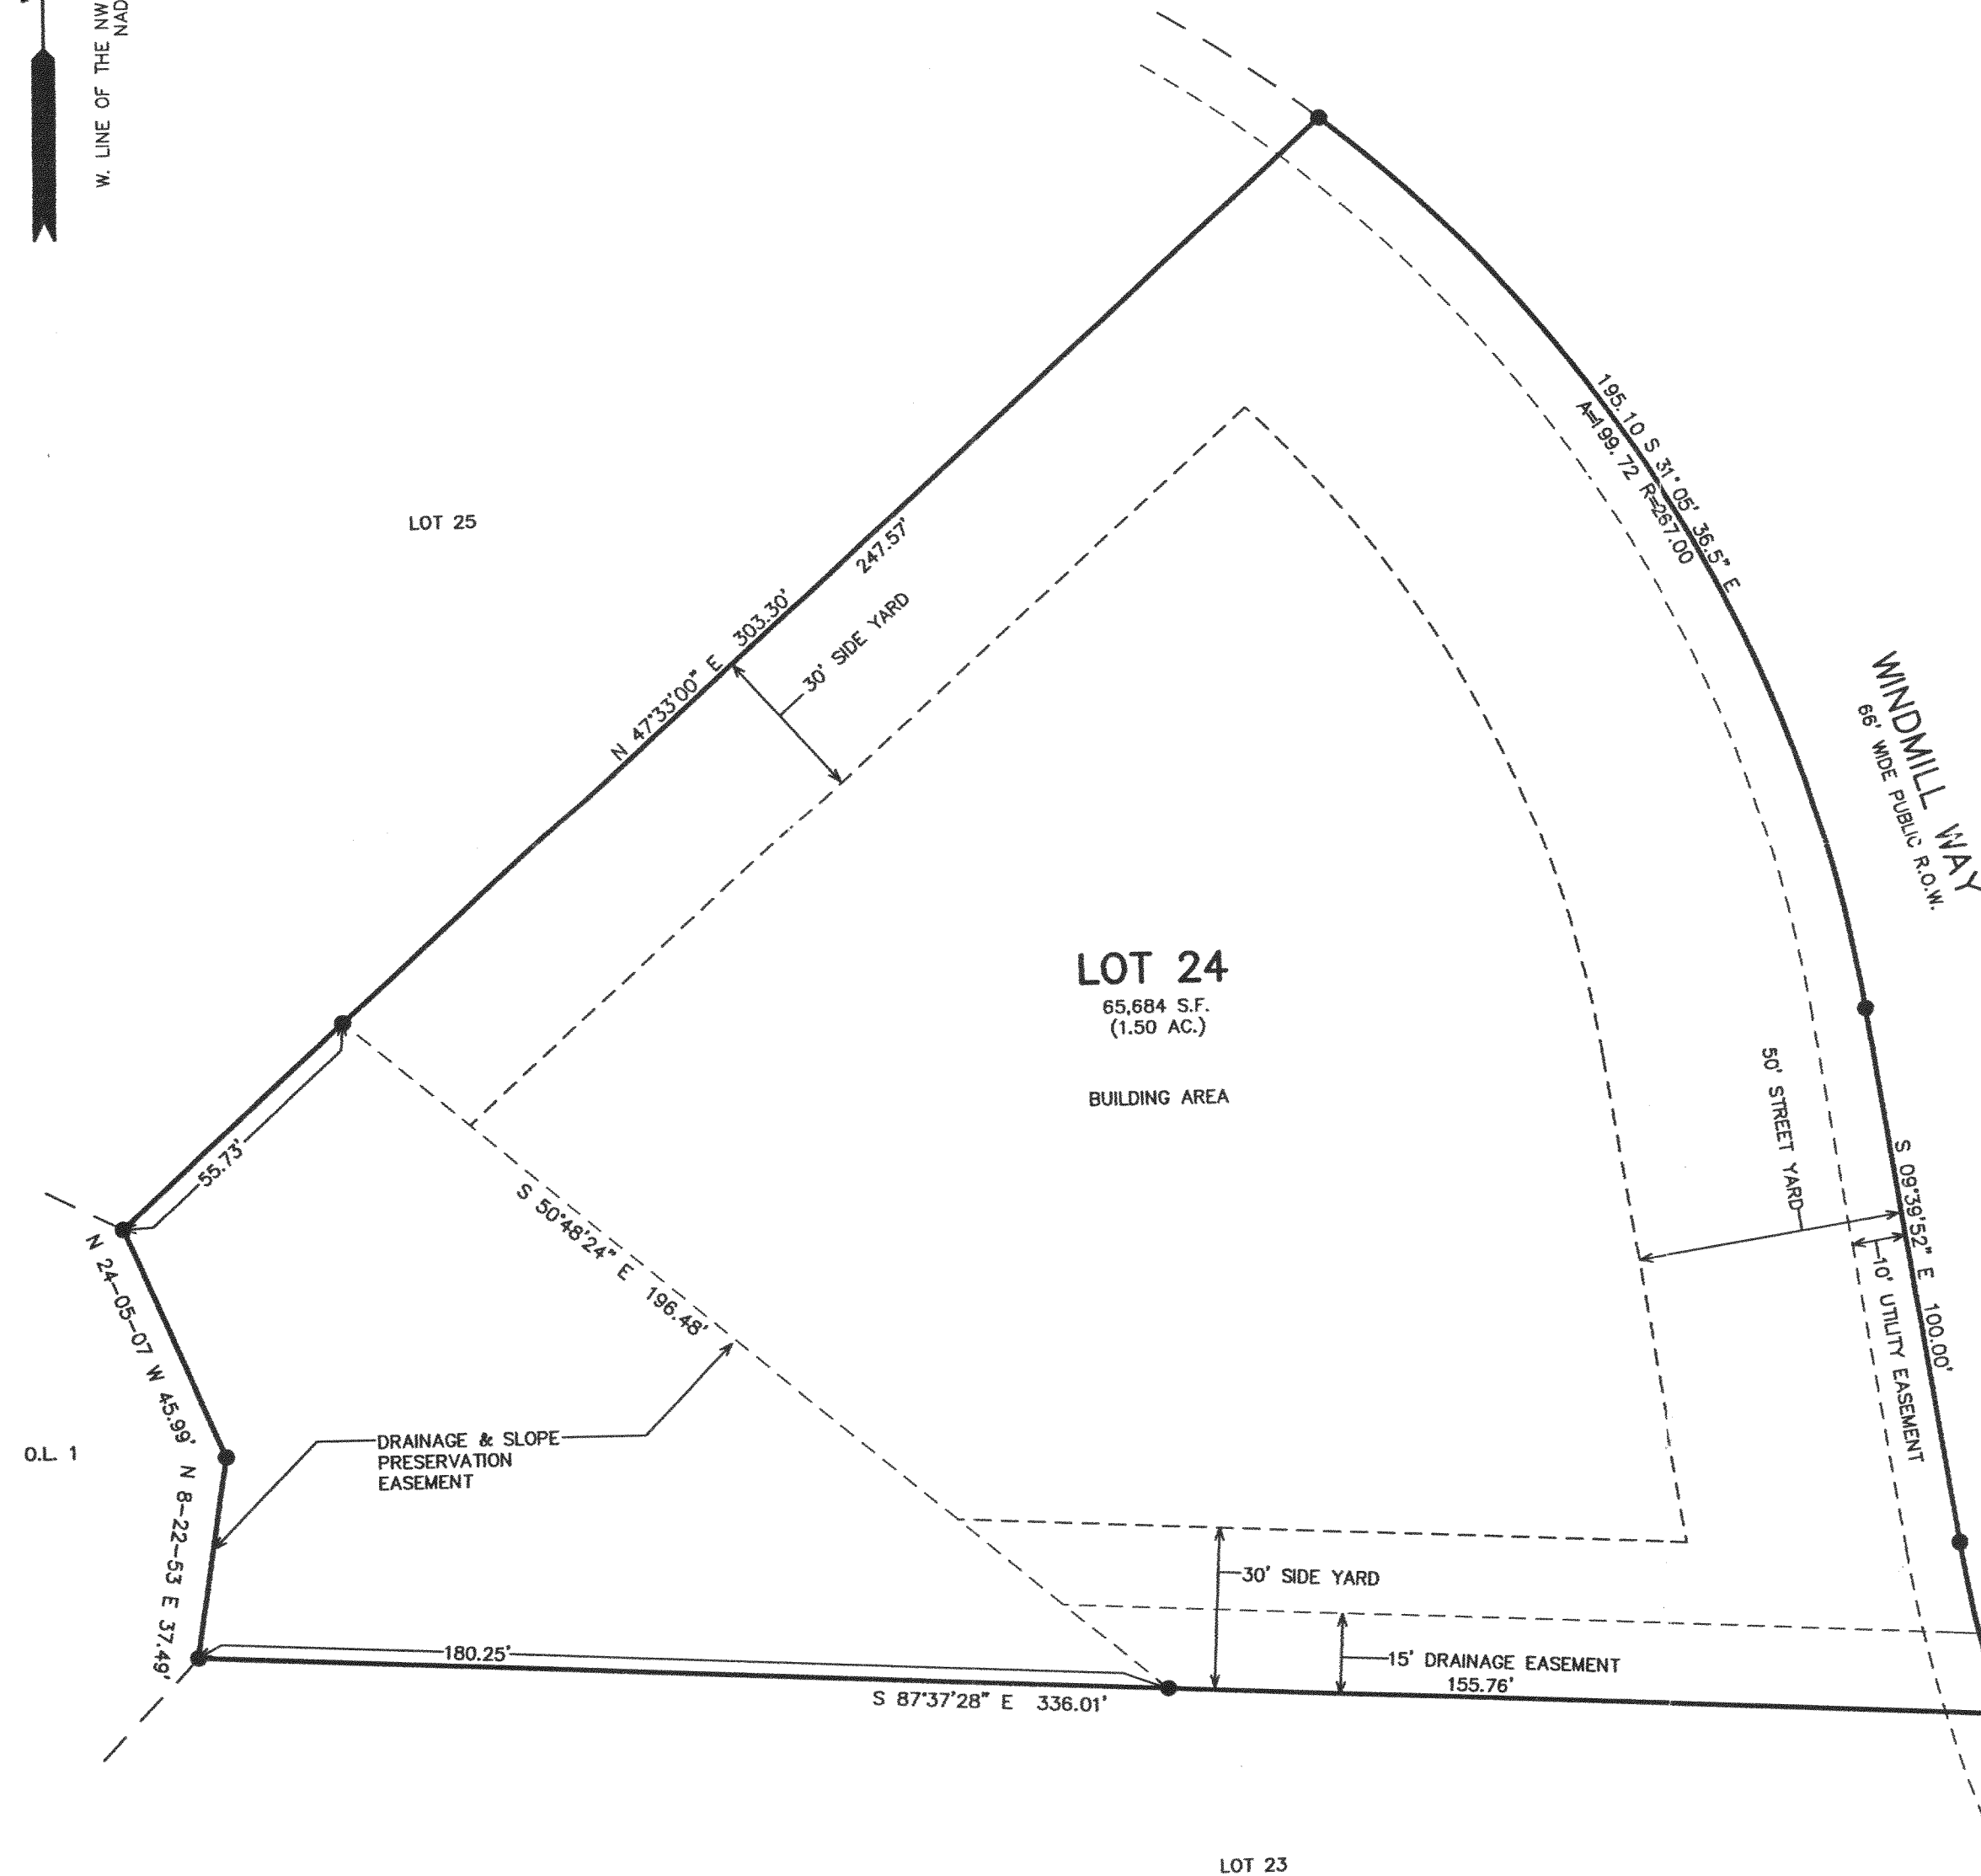 W. LINE OF THE NW
NAD
LOT 25
N 47°33'00" E 303.30'
247.57'
30' SIDE YARD
195.10 S 31°05' 36.5" E
A=199.72 R=267.00
WINDMILL WAY
66' WIDE PUBLIC R.O.W.
LOT 24
65,684 S.F.
(1.50 AC.)
BUILDING AREA
50' STREET YARD
S 09°39'52" E 100.00'
10' UTILITY EASEMENT
55.73'
S 50°48'24" E 196.48'
N 24-05-07 W 45.99'
N 8-22-53 E 37.49'
O.L. 1
DRAINAGE & SLOPE
PRESERVATION
EASEMENT
30' SIDE YARD
15' DRAINAGE EASEMENT
180.25'
155.76'
S 87°37'28" E 336.01'
LOT 23